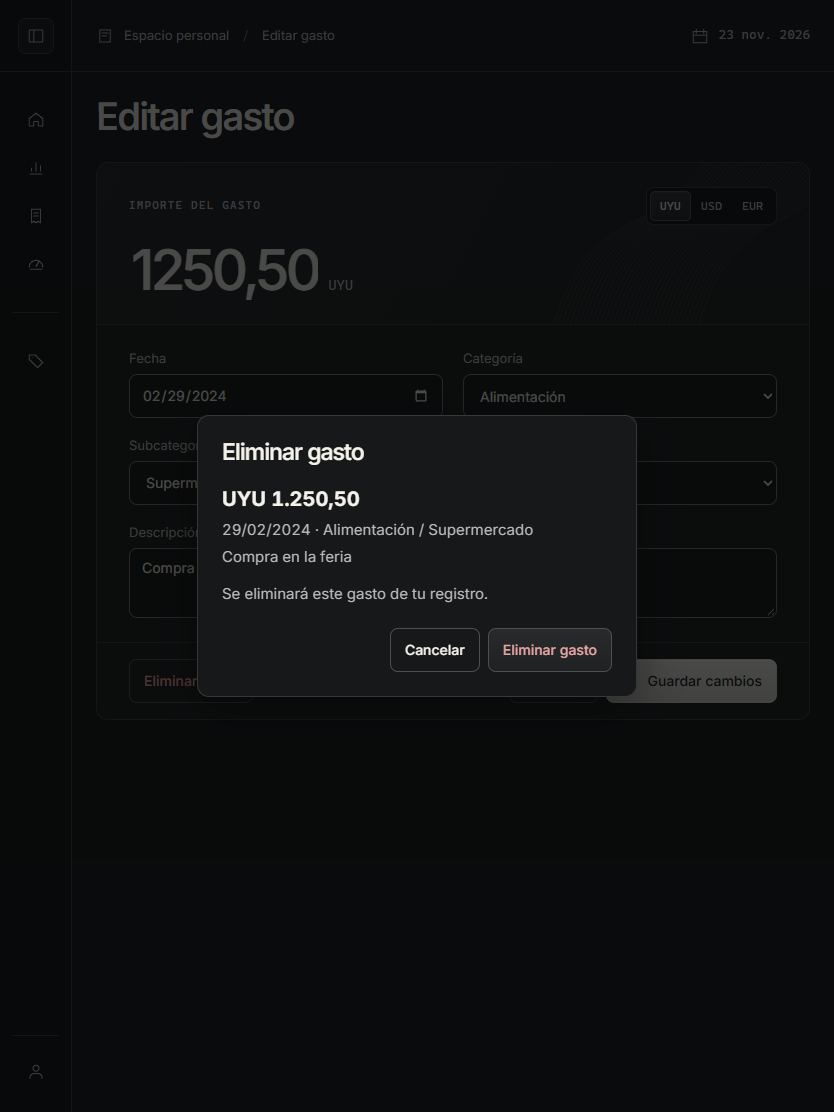 Espacio personal / Editar gasto
23 nov. 2026
Editar gasto
IMPORTE DEL GASTO
UYU USD EUR
1250,50 UYU
Fecha
Categoría
02/29/2024
Alimentación
Eliminar gasto
UYU 1.250,50
29/02/2024 · Alimentación / Supermercado
Compra en la feria
Se eliminará este gasto de tu registro.
Cancelar
Eliminar gasto
Compra
Eliminar
Guardar cambios